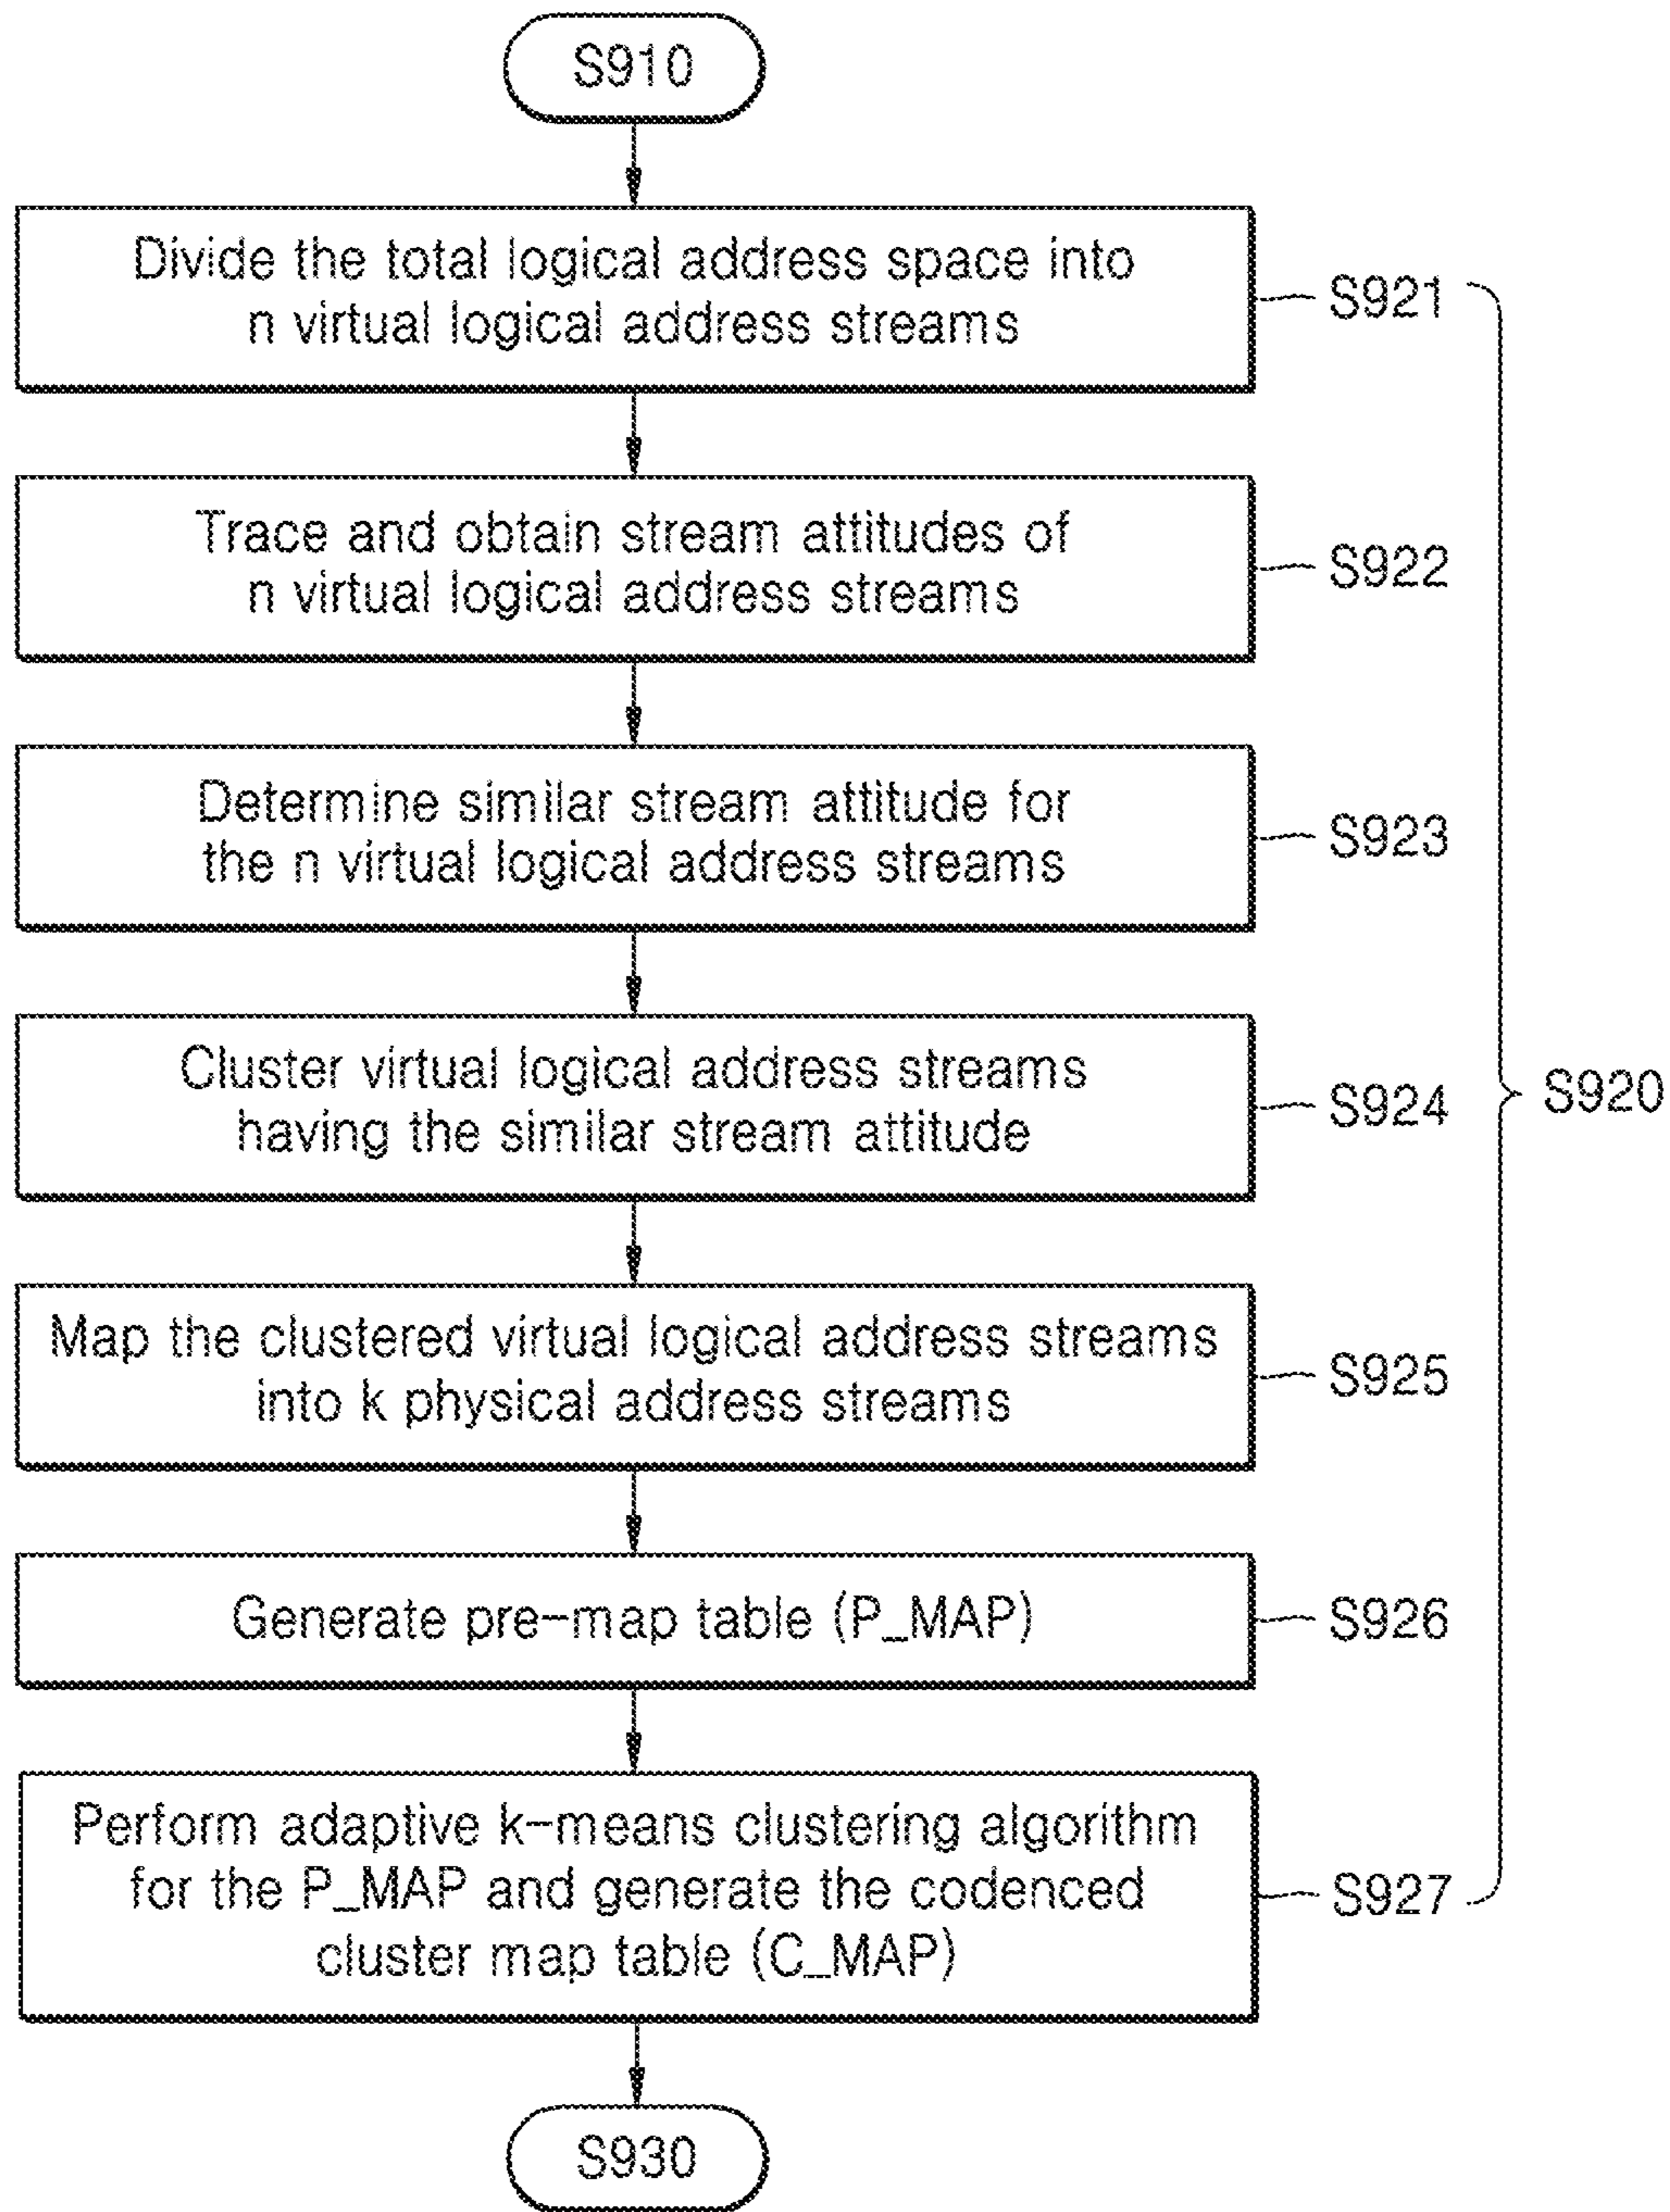 S910
Divide the total logical address space into
n virtual logical address streams
S921
Trace and obtain stream attitudes of
n virtual logical address streams
S922
Determine similar stream attitude for
the n virtual logical address streams
S923
Cluster virtual logical address streams
having the similar stream attitude
S924
S920
Map the clustered virtual logical address streams
into k physical address streams
S925
Generate pre-map table (P_MAP)
S926
Perform adaptive k-means clustering algorithm
for the P_MAP and generate the codenced
cluster map table (C_MAP)
S927
S930